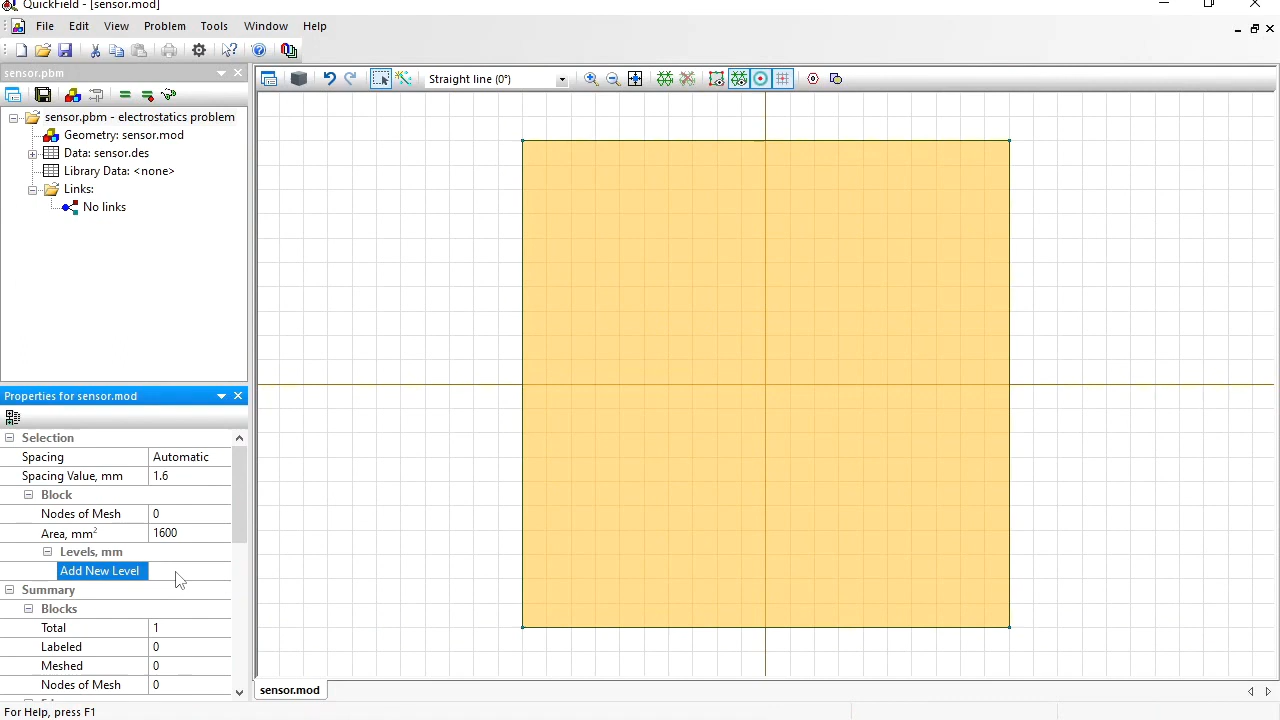 QuickField - [sensor.mod]
File Edit View Problem Tools Window Help
sensor.pbm
Straight line (0°)
sensor.pbm - electrostatics problem
Geometry: sensor.mod
Data: sensor.des
Library Data: <none>
Links:
No links
Properties for sensor.mod
Selection
Spacing Automatic
Spacing Value, mm 1.6
Block
Nodes of Mesh 0
Area, mm² 1600
Levels, mm
Add New Level
Summary
Blocks
Total 1
Labeled 0
Meshed 0
Nodes of Mesh 0
sensor.mod
For Help, press F1